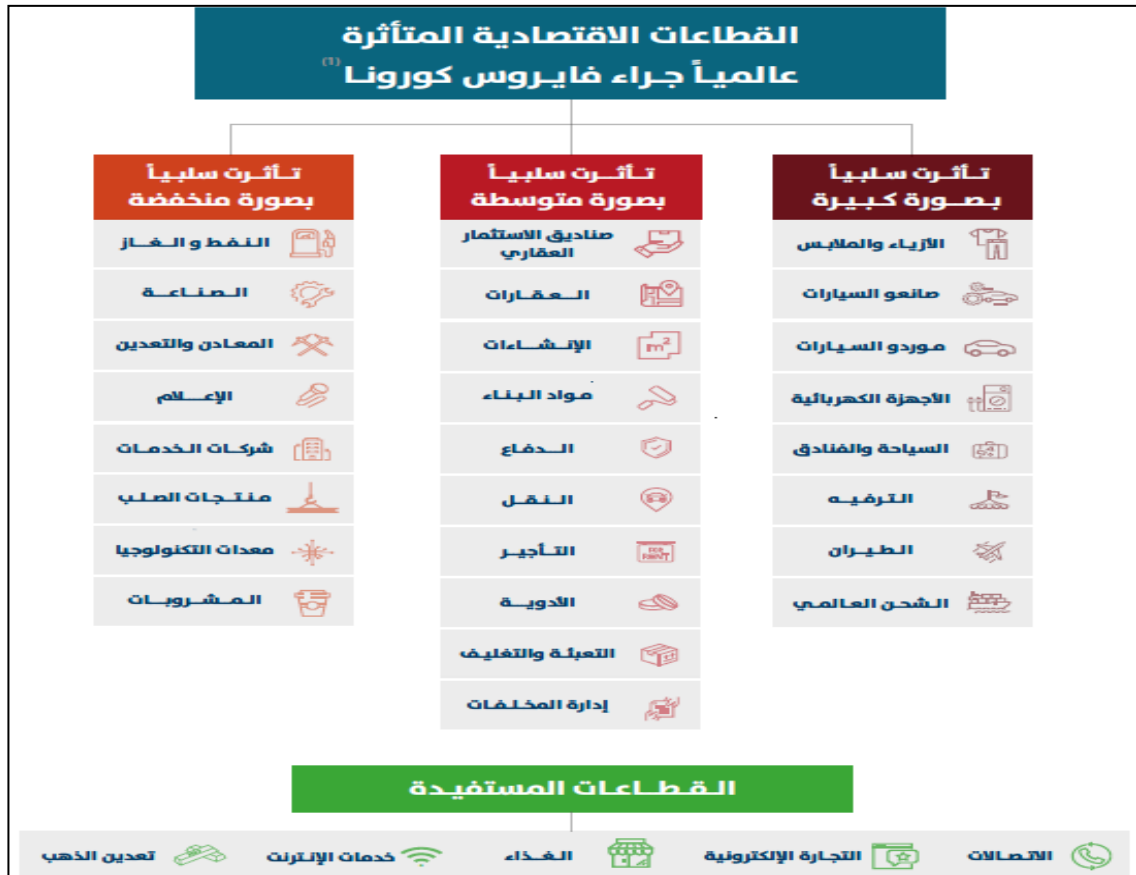 القطاعات الاقتصادية المتأثرة
عالمياً جراء فايروس كورونا (1)
تأثرت سلبياً
بصورة كبيرة
الأزياء والملابس
صانعو السيارات
موردو السيارات
الأجهزة الكهربائية
السياحة والفنادق
الترفيه
الطيران
الشحن العالمي
تأثرت سلبياً
بصورة متوسطة
صناديق الاستثمار
العقاري
العقارات
الإنشاءات
m²
مواد البناء
الدفاع
النقل
التأجير
الأدوية
التعبئة والتغليف
إدارة المخلفات
تأثرت سلبياً
بصورة منخفضة
النفط و الغاز
الصناعة
المعادن والتعدين
الإعلام
شركات الخدمات
منتجات الصلب
معدات التكنولوجيا
المشروبات
القطاعات المستفيدة
الاتصالات
التجارة الإلكترونية
الغذاء
خدمات الإنترنت
تعدين الذهب